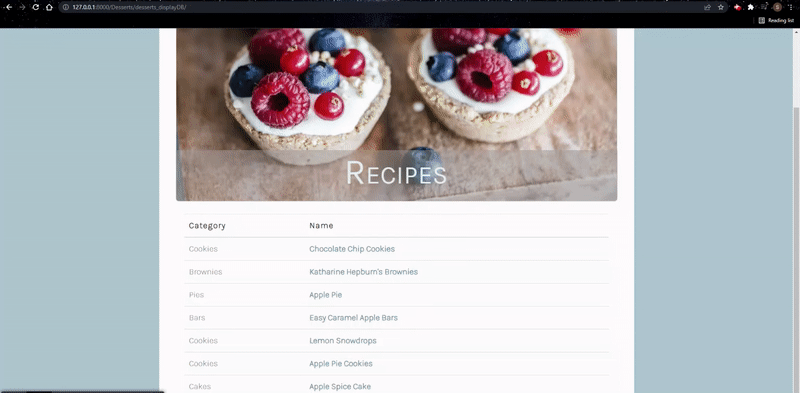 127.0.0.1:8000/Desserts/desserts_displayDB/
Reading list
Recipes
Category Name
Cookies Chocolate Chip Cookies
Brownies Katharine Hepburn's Brownies
Pies Apple Pie
Bars Easy Caramel Apple Bars
Cookies Lemon Snowdrops
Cookies Apple Pie Cookies
Cakes Apple Spice Cake